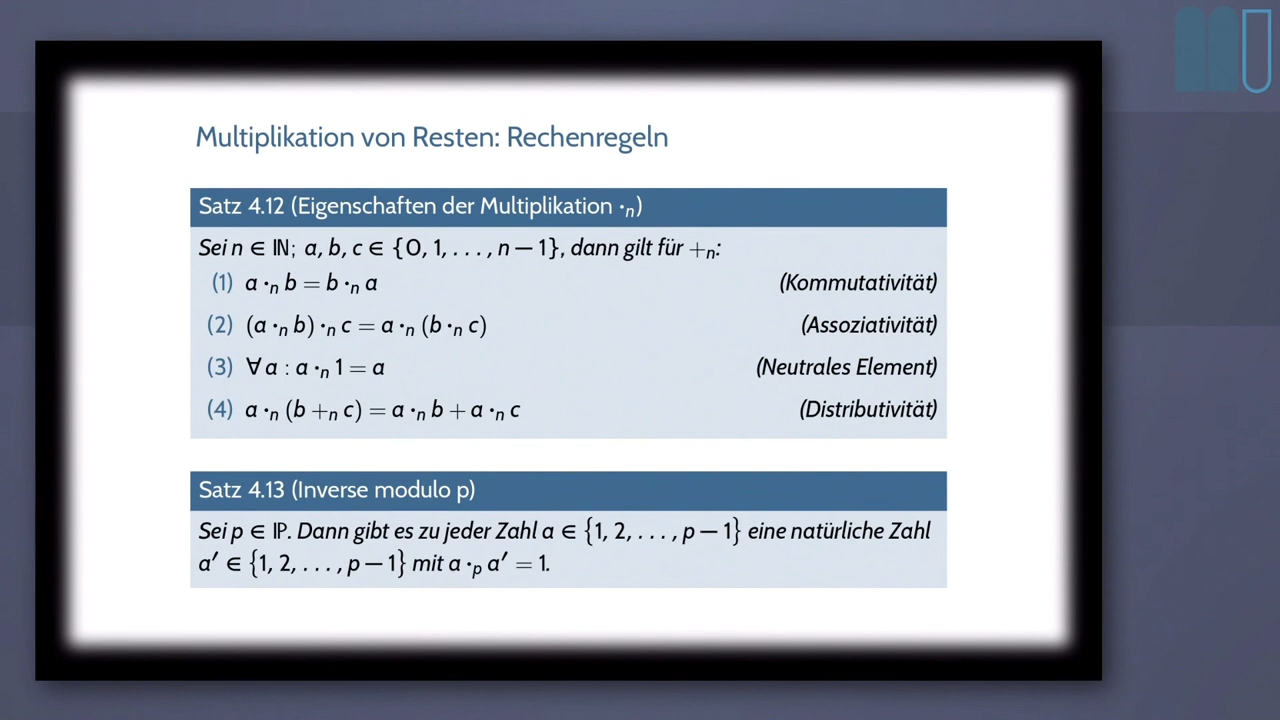 Multiplikation von Resten: Rechenregeln
Satz 4.12 (Eigenschaften der Multiplikation ·ₙ)
Sei n ∈ ℕ; a, b, c ∈ {0, 1, . . . , n − 1}, dann gilt für +ₙ:
(1) a ·ₙ b = b ·ₙ a (Kommutativität)
(2) (a ·ₙ b) ·ₙ c = a ·ₙ (b ·ₙ c) (Assoziativität)
(3) ∀ a : a ·ₙ 1 = a (Neutrales Element)
(4) a ·ₙ (b +ₙ c) = a ·ₙ b + a ·ₙ c (Distributivität)
Satz 4.13 (Inverse modulo p)
Sei p ∈ ℙ. Dann gibt es zu jeder Zahl a ∈ {1, 2, . . . , p − 1} eine natürliche Zahl
a′ ∈ {1, 2, . . . , p − 1} mit a ·ₚ a′ = 1.